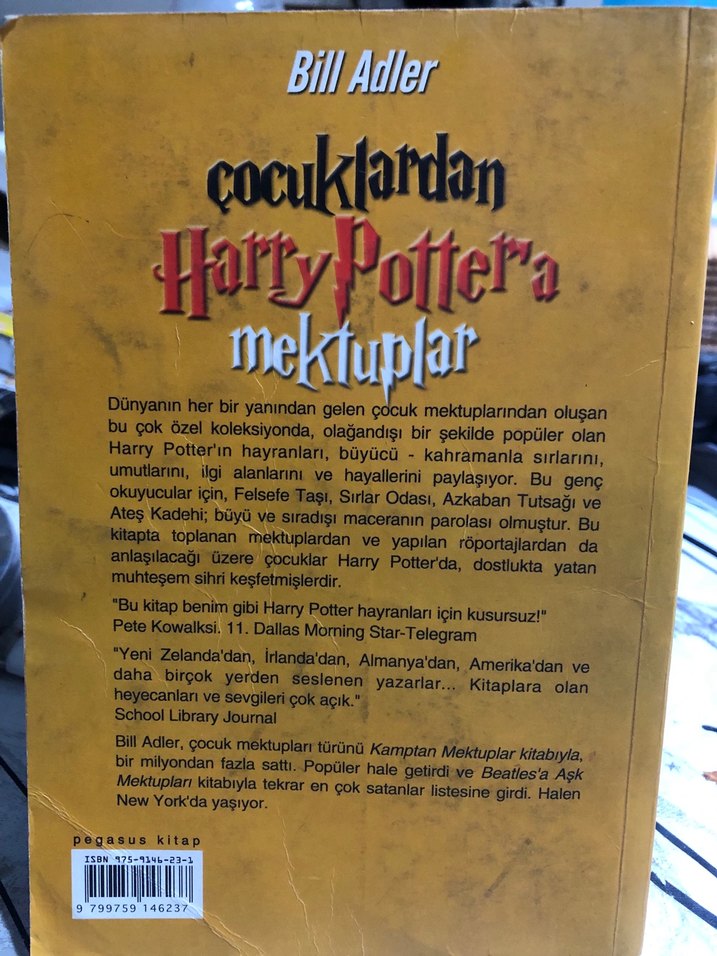 Bill Adler
çocuklardan
Harry Potter'a
mektuplar
Dünyanın her bir yanından gelen çocuk mektuplarından oluşan
bu çok özel koleksiyonda, olağandışı bir şekilde popüler olan
Harry Potter'ın hayranları, büyücü - kahramanla sırlarını,
umutlarını, ilgi alanlarını ve hayallerini paylaşıyor. Bu genç
okuyucular için, Felsefe Taşı, Sırlar Odası, Azkaban Tutsağı ve
Ateş Kadehi; büyü ve sıradışı maceranın parolası olmuştur. Bu
kitapta toplanan mektuplardan ve yapılan röportajlardan da
anlaşılacağı üzere çocuklar Harry Potter'da, dostlukta yatan
muhteşem sihri keşfetmişlerdir.
"Bu kitap benim gibi Harry Potter hayranları için kusursuz!"
Pete Kowalksi. 11. Dallas Morning Star-Telegram
"Yeni Zelanda'dan, İrlanda'dan, Almanya'dan, Amerika'dan ve
daha birçok yerden seslenen yazarlar... Kitaplara olan
heyecanları ve sevgileri çok açık."
School Library Journal
Bill Adler, çocuk mektupları türünü Kamptan Mektuplar kitabıyla,
bir milyondan fazla sattı. Popüler hale getirdi ve Beatles'a Aşk
Mektupları kitabıyla tekrar en çok satanlar listesine girdi. Halen
New York'da yaşıyor.
pegasus kitap
ISBN 975-9146-23-1
9 799759 146237